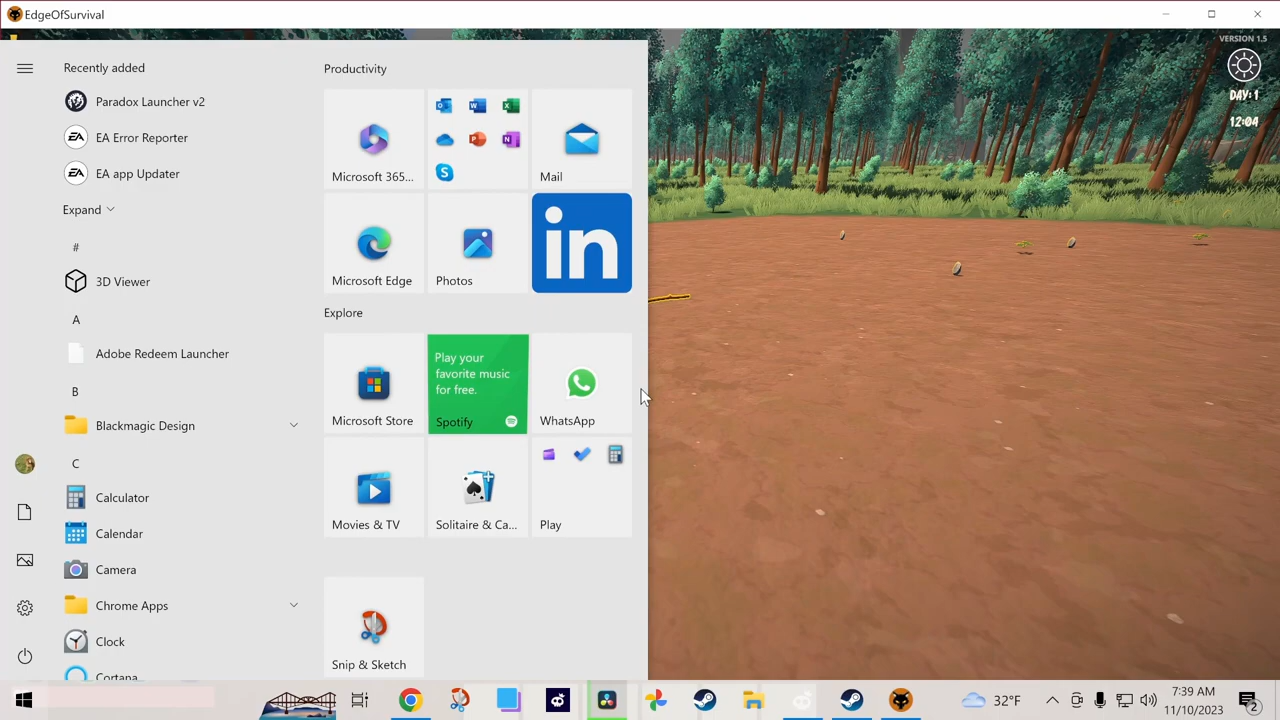 EdgeOfSurvival
VERSION 1.5
DAY: 1
12:04
Recently added
Paradox Launcher v2
EA
EA Error Reporter
EA
EA app Updater
Expand
#
3D Viewer
A
Adobe Redeem Launcher
B
Blackmagic Design
C
Calculator
Calendar
Camera
Chrome Apps
Clock
Cortana
Productivity
Microsoft 365...
Mail
Microsoft Edge
Photos
in
Explore
Microsoft Store
Play your
favorite music
for free.
Spotify
WhatsApp
Movies & TV
Solitaire & Ca...
Play
Snip & Sketch
32°F
7:39 AM
11/10/2023
2